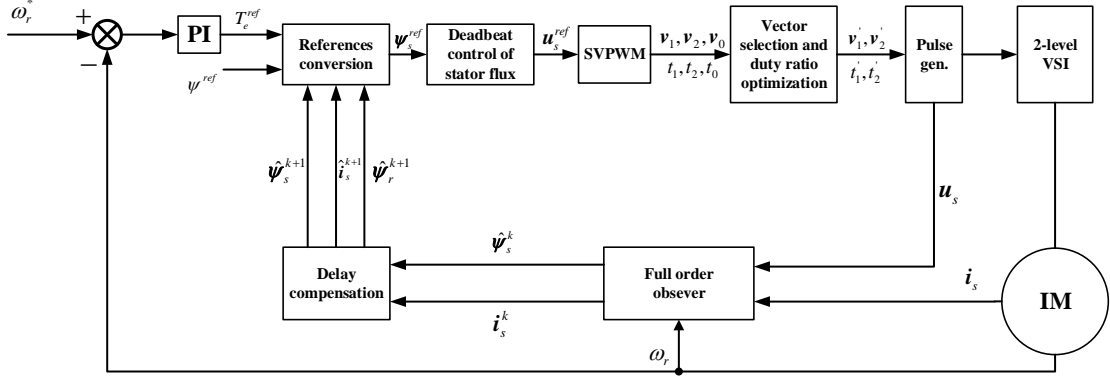 ω_r^*
+
−
PI
T_e^{ref}
ψ^{ref}
References
conversion
ψ_s^{ref}
Deadbeat
control of
stator flux
u_s^{ref}
SVPWM
v_1, v_2, v_0
t_1, t_2, t_0
Vector
selection and
duty ratio
optimization
v_1^', v_2^'
t_1^', t_2^'
Pulse
gen.
2-level
VSI
ψ̂_s^{k+1}
î_s^{k+1}
ψ̂_r^{k+1}
u_s
Delay
compensation
ψ̂_s^k
i_s^k
Full order
obsever
i_s
IM
ω_r